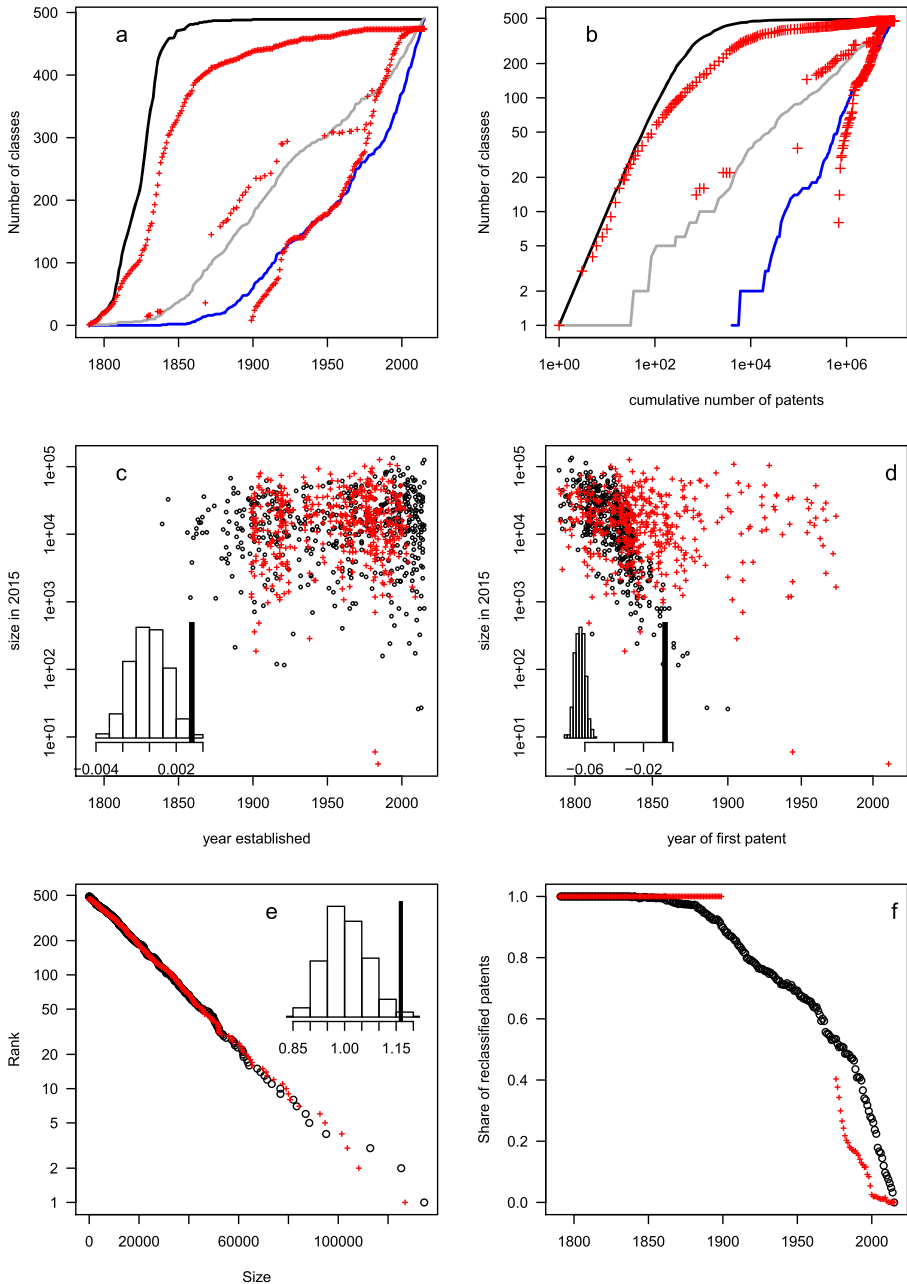 a
Number of classes
500
400
300
200
100
0
1800
1850
1900
1950
2000
b
Number of classes
500
200
100
50
20
10
5
2
1
1e+00
1e+02
1e+04
1e+06
cumulative number of patents
c
size in 2015
1e+05
1e+04
1e+03
1e+02
1e+01
−0.004
0.002
1800
1850
1900
1950
2000
year established
d
size in 2015
1e+05
1e+04
1e+03
1e+02
1e+01
−0.06
−0.02
1800
1850
1900
1950
2000
year of first patent
e
Rank
500
200
100
50
20
10
5
2
1
0.85
1.00
1.15
0
20000
60000
100000
Size
f
Share of reclassified patents
1.0
0.8
0.6
0.4
0.2
0.0
1800
1850
1900
1950
2000